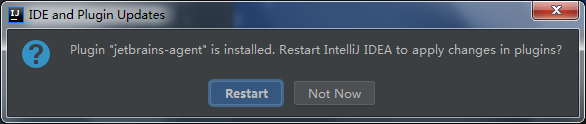 IJ
IDE and Plugin Updates
Plugin "jetbrains-agent" is installed. Restart IntelliJ IDEA to apply changes in plugins?
Restart
Not Now